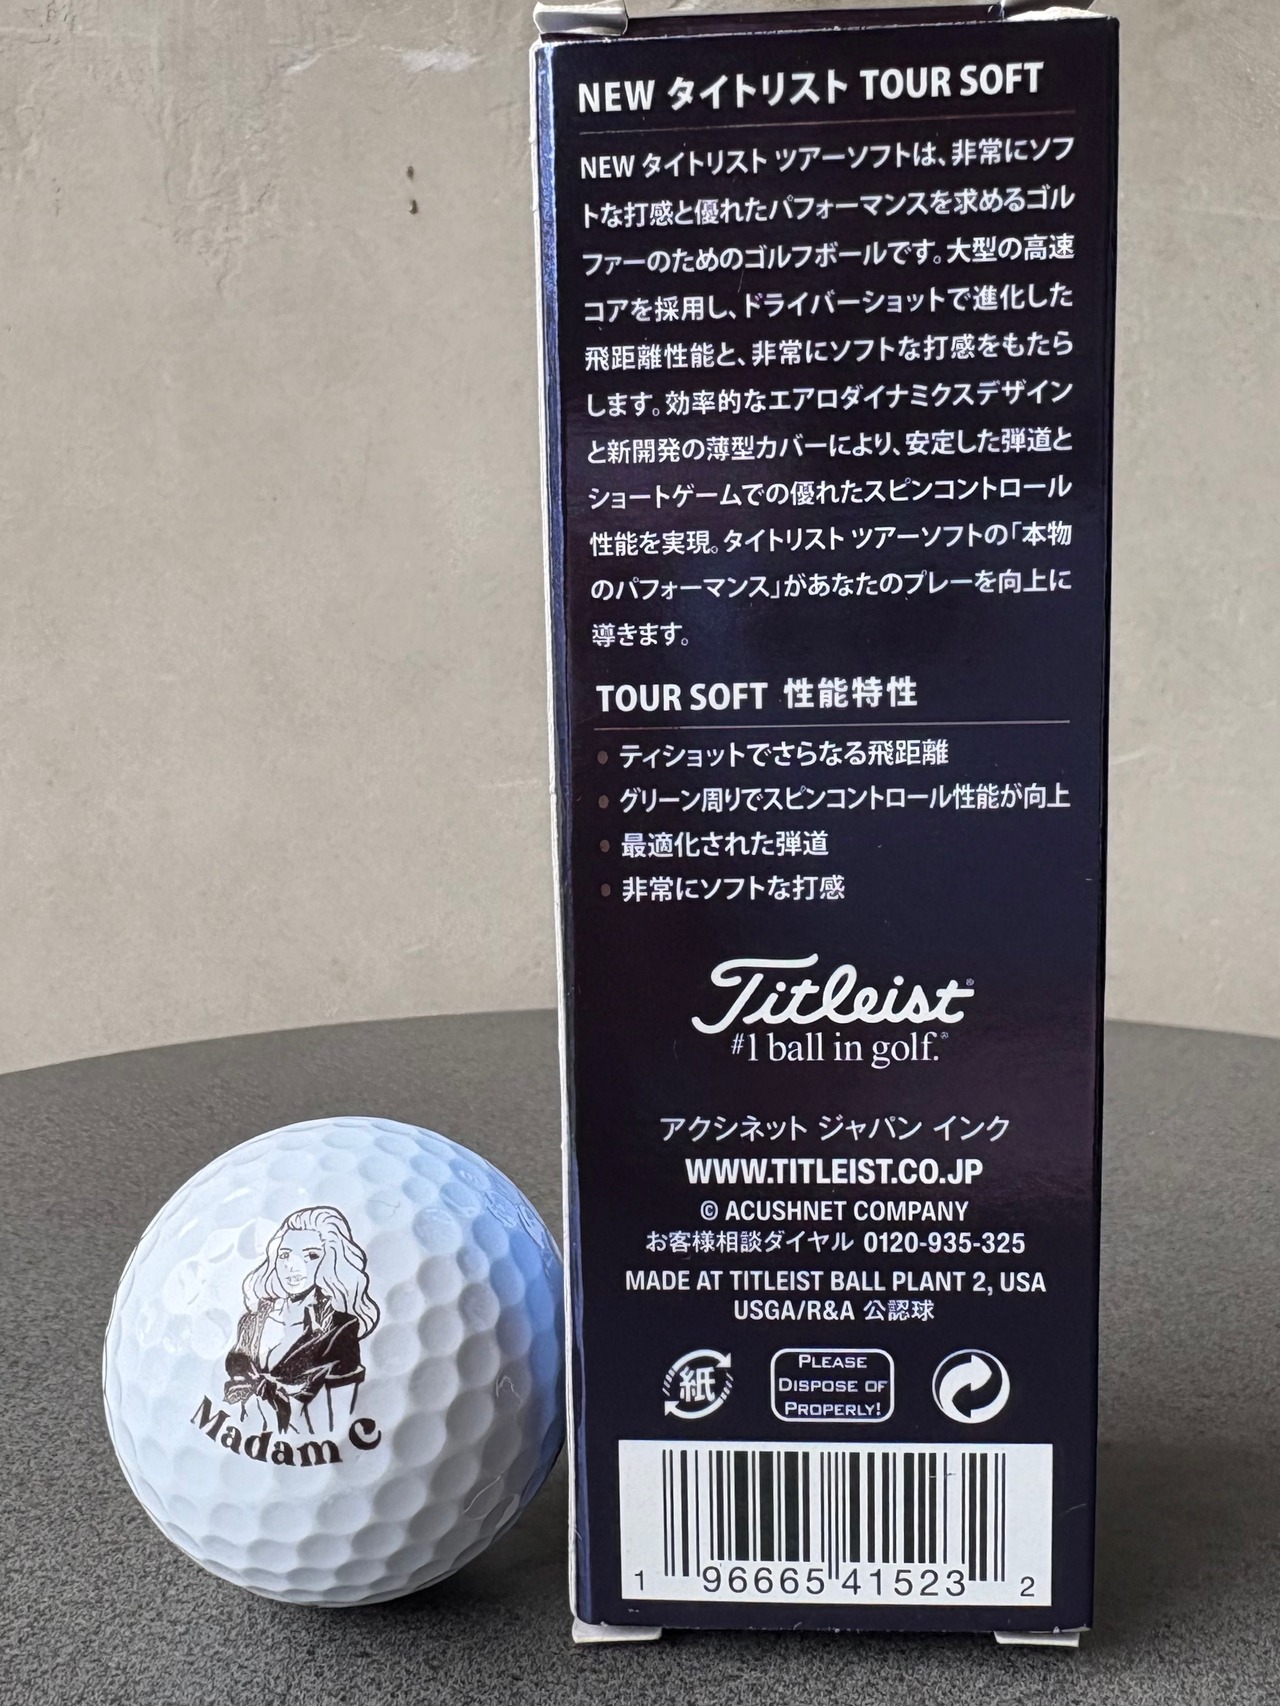 NEW タイトリスト TOUR SOFT
NEW タイトリスト ツアーソフトは、非常にソフ
トな打感と優れたパフォーマンスを求めるゴル
ファーのためのゴルフボールです。大型の高速
コアを採用し、ドライバーショットで進化した
飛距離性能と、非常にソフトな打感をもたら
します。効率的なエアロダイナミクスデザイン
と新開発の薄型カバーにより、安定した弾道と
ショートゲームでの優れたスピンコントロール
性能を実現。タイトリスト ツアーソフトの「本物
のパフォーマンス」があなたのプレーを向上に
導きます。
TOUR SOFT 性能特性
• ティショットでさらなる飛距離
• グリーン周りでスピンコントロール性能が向上
• 最適化された弾道
• 非常にソフトな打感
Titleist®
#1 ball in golf.®
アクシネット ジャパン インク
WWW.TITLEIST.CO.JP
© ACUSHNET COMPANY
お客様相談ダイヤル 0120-935-325
MADE AT TITLEIST BALL PLANT 2, USA
USGA/R&A 公認球
紙
PLEASE
DISPOSE OF
PROPERLY!
1 96665 41523 2
Madam C